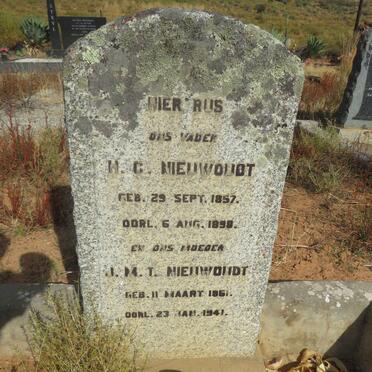 HIER RUS
ONS VADER
H. C. NIEUWOUDT
GEB. 29 SEPT. 1857.
OORL. 6 AUG. 1898.
EN ONS MOEDER
J. M. T. NIEUWOUDT
GEB. 11 MAART 1861.
OORL. 23 JAN. 1941.